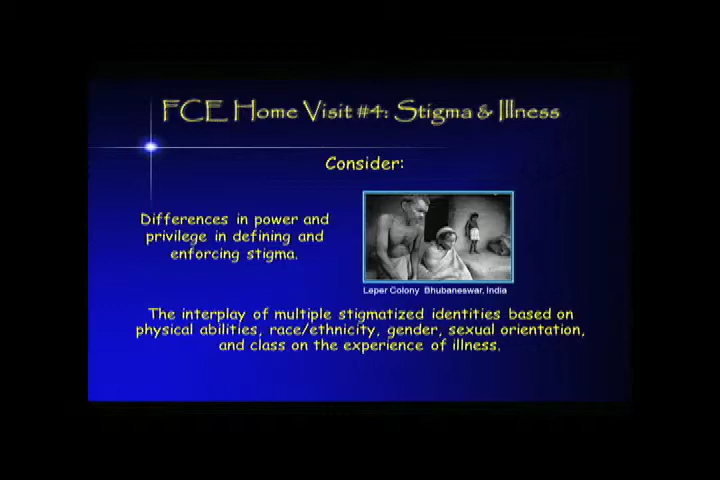 FCE Home Visit #4: Stigma & Illness
Consider:
Differences in power and
privilege in defining and
enforcing stigma.
Leper Colony Bhubaneswar, India
The interplay of multiple stigmatized identities based on
physical abilities, race/ethnicity, gender, sexual orientation,
and class on the experience of illness.